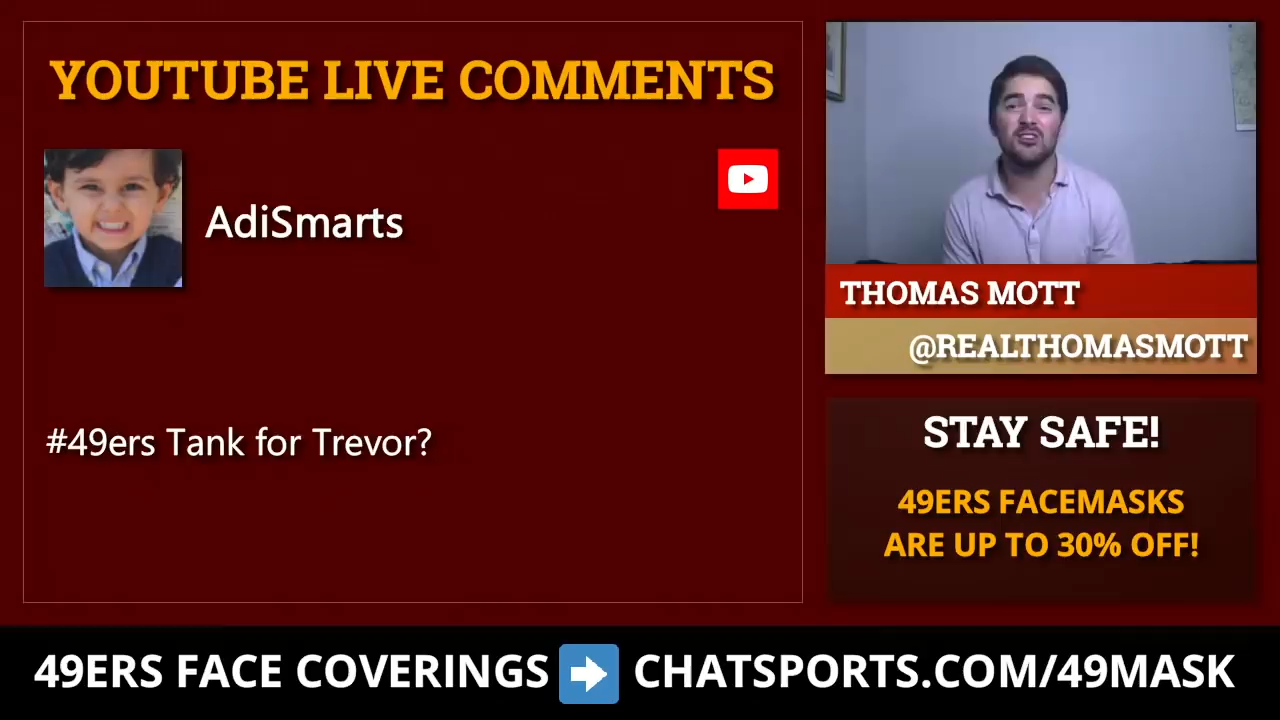 YOUTUBE LIVE COMMENTS
AdiSmarts
#49ers Tank for Trevor?
THOMAS MOTT
@REALTHOMASMOTT
STAY SAFE!
49ERS FACEMASKS
ARE UP TO 30% OFF!
49ERS FACE COVERINGS ➡ CHATSPORTS.COM/49MASK